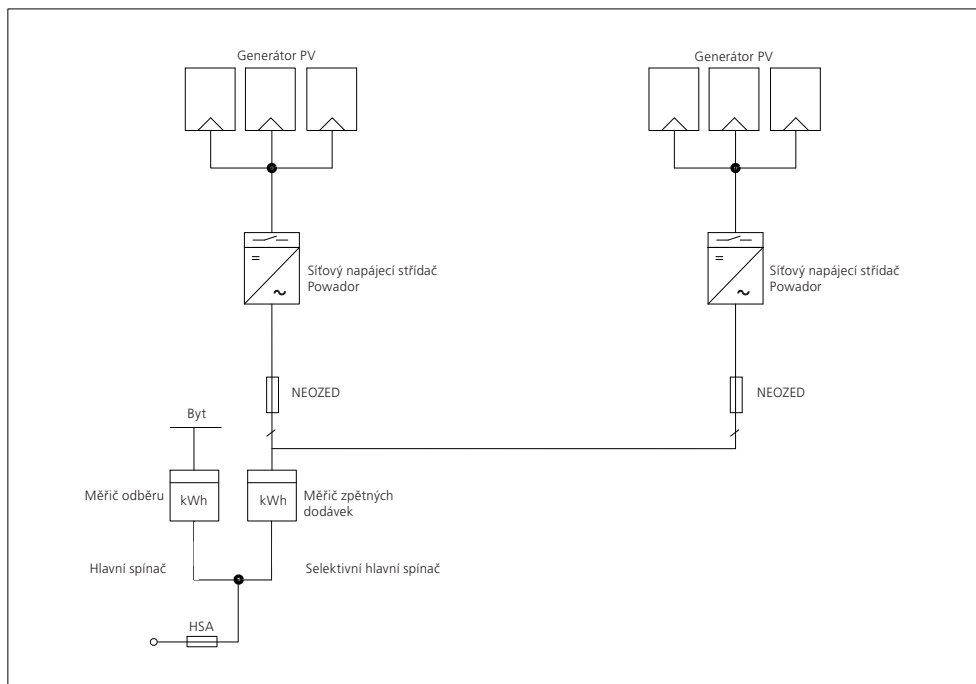 Generátor PV
Generátor PV
Síťový napájecí střídač
Powador
Síťový napájecí střídač
Powador
NEOZED
NEOZED
Byt
Měřič odběru
kWh
kWh
Měřič zpětných
dodávek
Hlavní spínač
Selektivní hlavní spínač
HSA